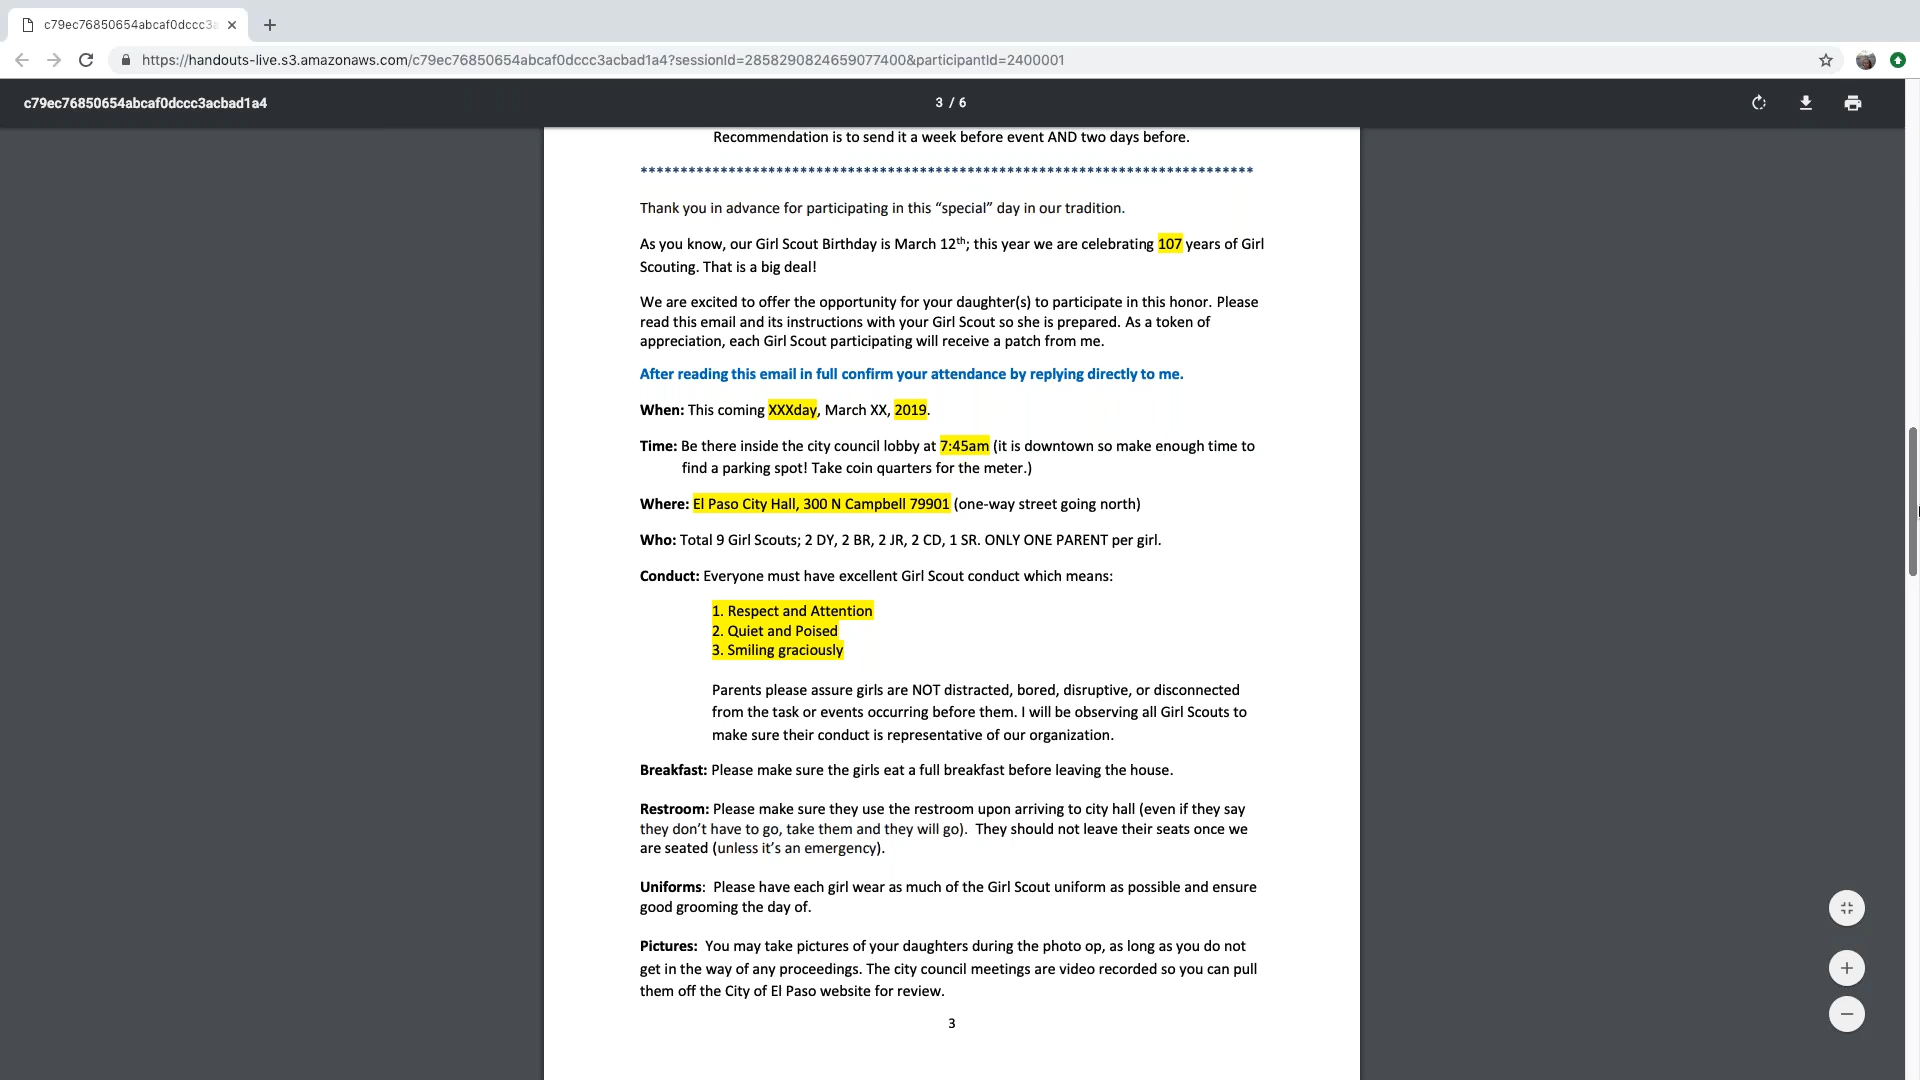 c79ec76850654abcaf0dccc3a
https://handouts-live.s3.amazonaws.com/c79ec76850654abcaf0dccc3acbad1a4?sessionId=2858290824659077400&participantId=2400001
c79ec76850654abcaf0dccc3acbad1a4
3 / 6
Recommendation is to send it a week before event AND two days before.
******************************************************************************
Thank you in advance for participating in this “special” day in our tradition.
As you know, our Girl Scout Birthday is March 12th; this year we are celebrating 107 years of Girl
Scouting. That is a big deal!
We are excited to offer the opportunity for your daughter(s) to participate in this honor. Please
read this email and its instructions with your Girl Scout so she is prepared. As a token of
appreciation, each Girl Scout participating will receive a patch from me.
After reading this email in full confirm your attendance by replying directly to me.
When: This coming XXXday, March XX, 2019.
Time: Be there inside the city council lobby at 7:45am (it is downtown so make enough time to
find a parking spot! Take coin quarters for the meter.)
Where: El Paso City Hall, 300 N Campbell 79901 (one-way street going north)
Who: Total 9 Girl Scouts; 2 DY, 2 BR, 2 JR, 2 CD, 1 SR. ONLY ONE PARENT per girl.
Conduct: Everyone must have excellent Girl Scout conduct which means:
1. Respect and Attention
2. Quiet and Poised
3. Smiling graciously
Parents please assure girls are NOT distracted, bored, disruptive, or disconnected
from the task or events occurring before them. I will be observing all Girl Scouts to
make sure their conduct is representative of our organization.
Breakfast: Please make sure the girls eat a full breakfast before leaving the house.
Restroom: Please make sure they use the restroom upon arriving to city hall (even if they say
they don’t have to go, take them and they will go).  They should not leave their seats once we
are seated (unless it’s an emergency).
Uniforms:  Please have each girl wear as much of the Girl Scout uniform as possible and ensure
good grooming the day of.
Pictures:  You may take pictures of your daughters during the photo op, as long as you do not
get in the way of any proceedings. The city council meetings are video recorded so you can pull
them off the City of El Paso website for review.
3